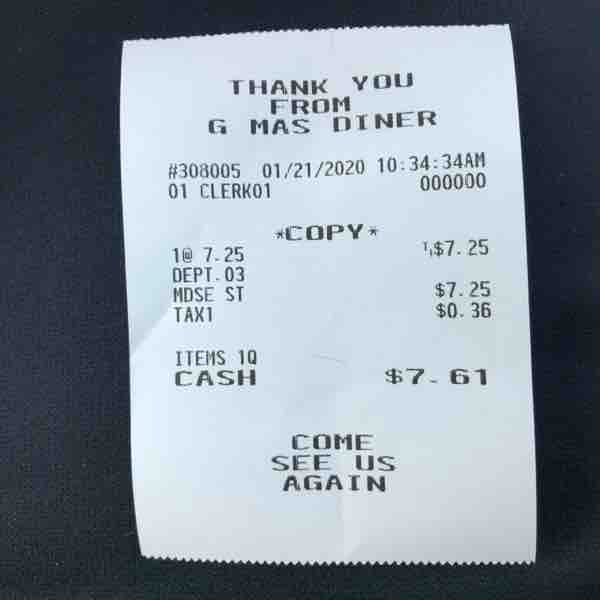 THANK YOU
FROM
G MAS DINER
#308005 01/21/2020 10:34:34AM
01 CLERK01 000000
*COPY*
1@ 7.25 T1$7.25
DEPT.03
MDSE ST $7.25
TAX1 $0.36
ITEMS 1Q
CASH $7.61
COME
SEE US
AGAIN